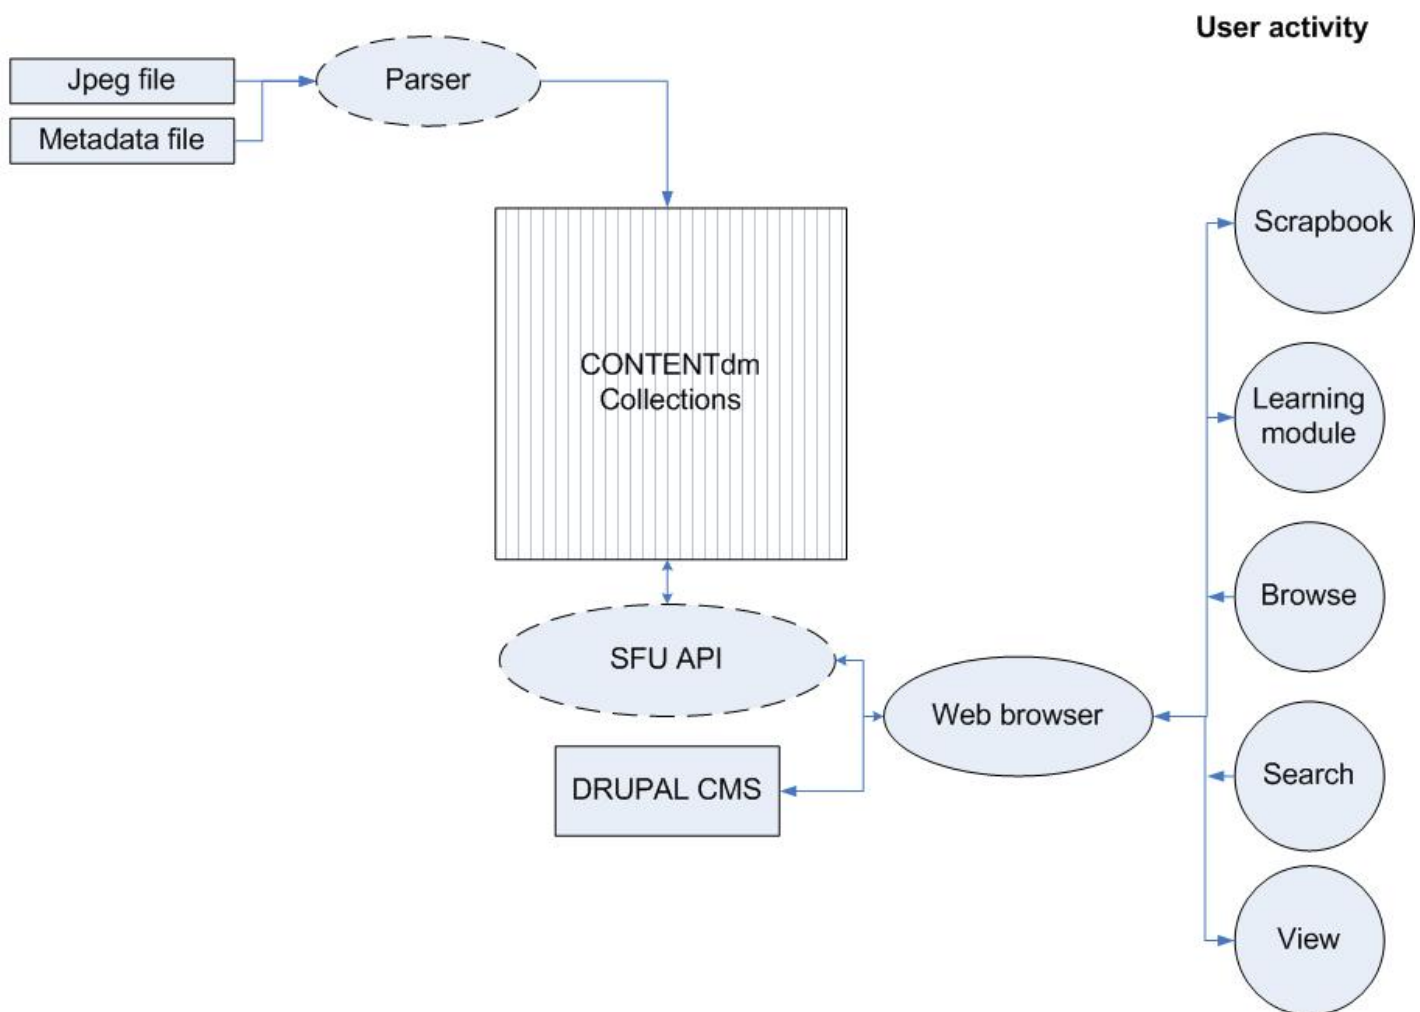 User activity
Jpeg file
Parser
Metadata file
Scrapbook
CONTENTdm
Collections
Learning
module
Browse
SFU API
Web browser
DRUPAL CMS
Search
View